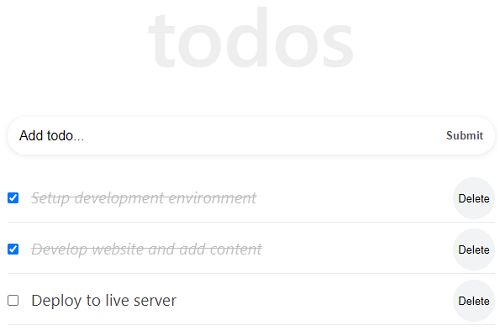 todos
Add todo... Submit
Setup development environment Delete
Develop website and add content Delete
Deploy to live server Delete